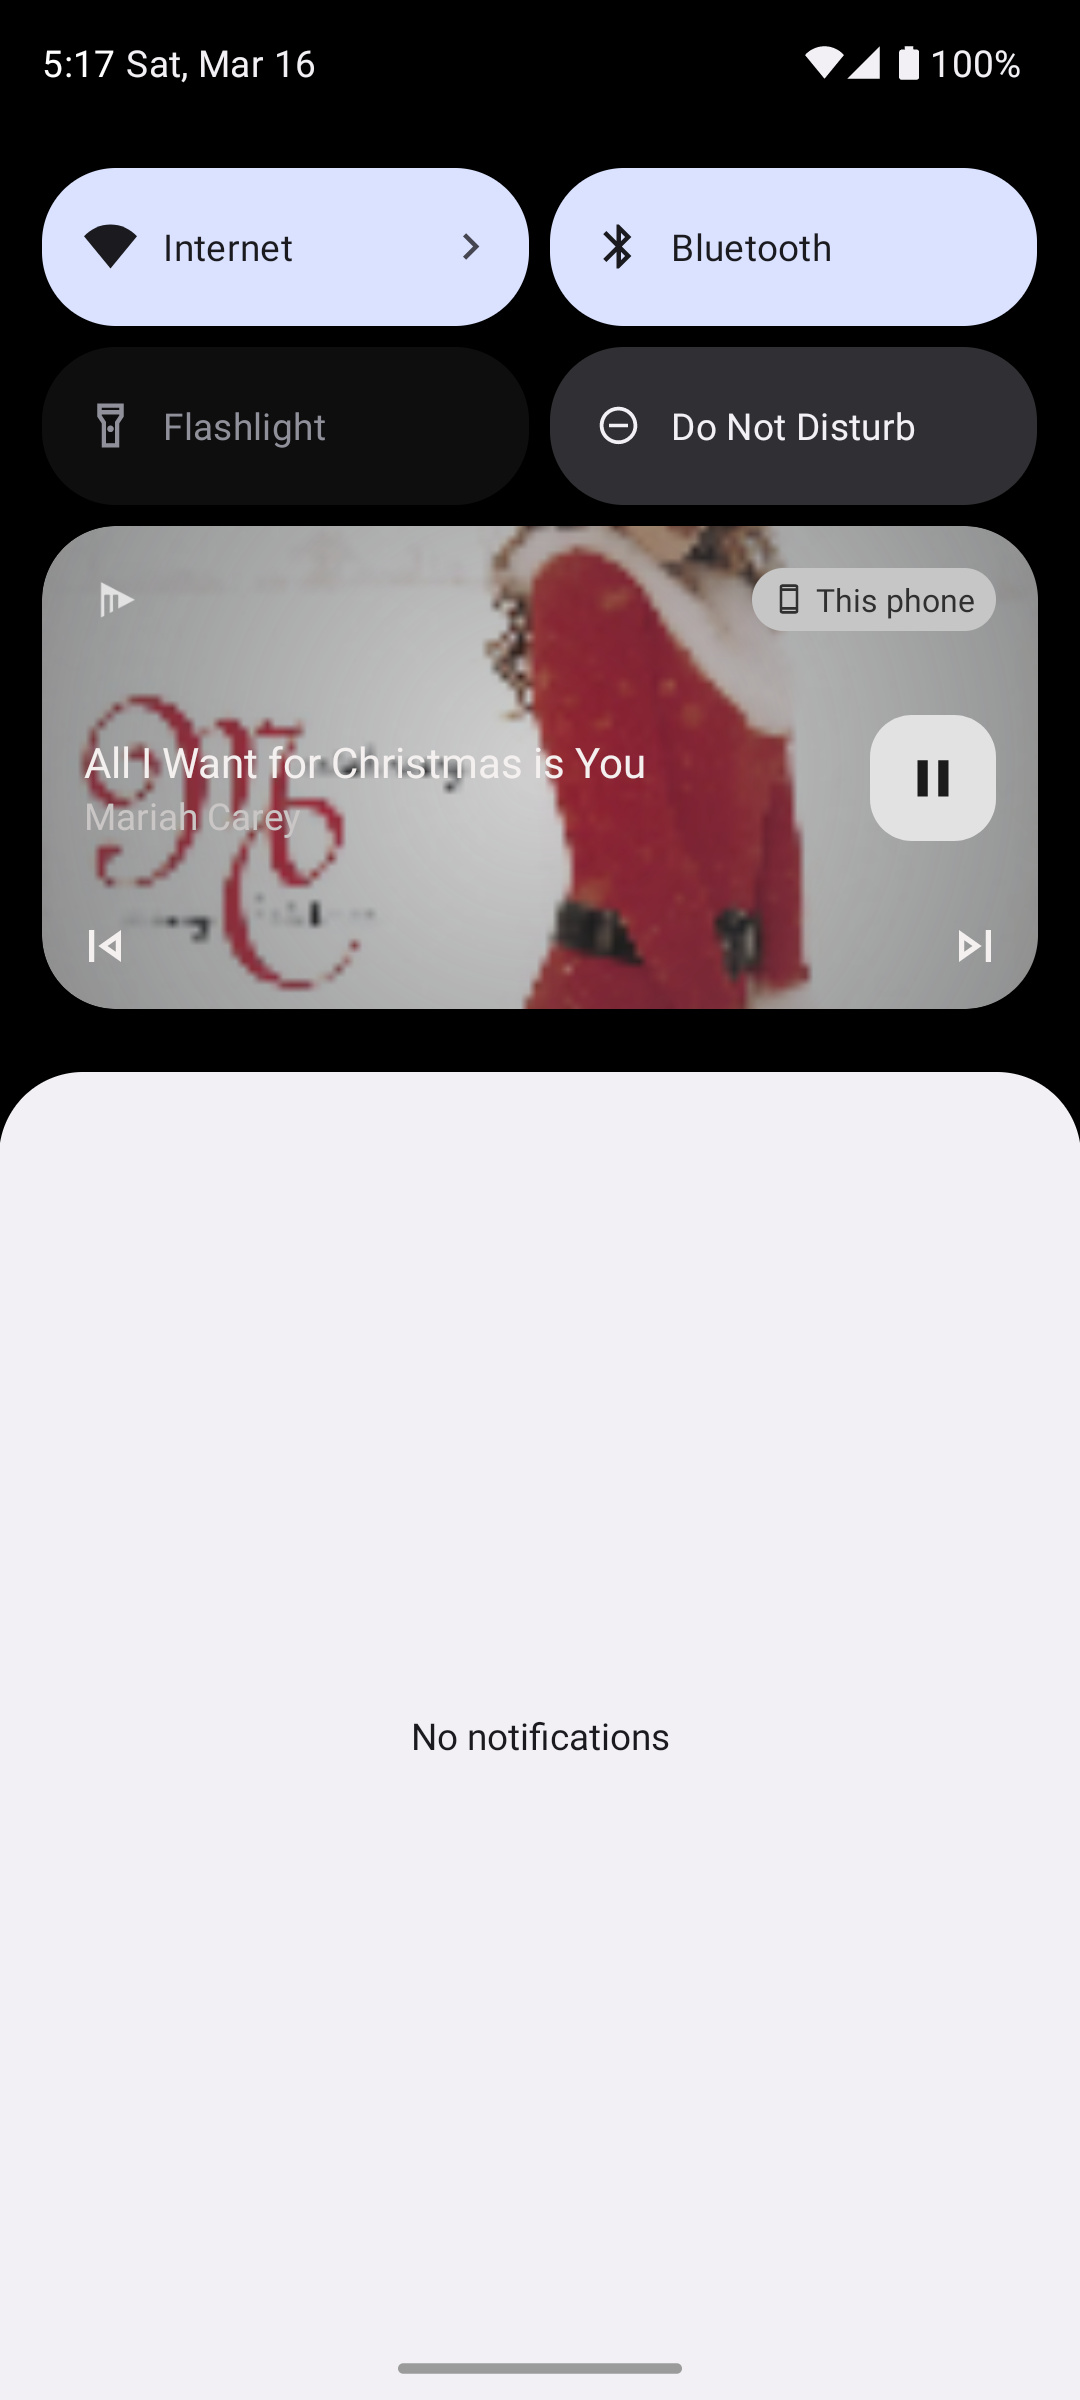 5:17 Sat, Mar 16
100%
Internet
Bluetooth
Flashlight
Do Not Disturb
This phone
All I Want for Christmas is You
Mariah Carey
No notifications